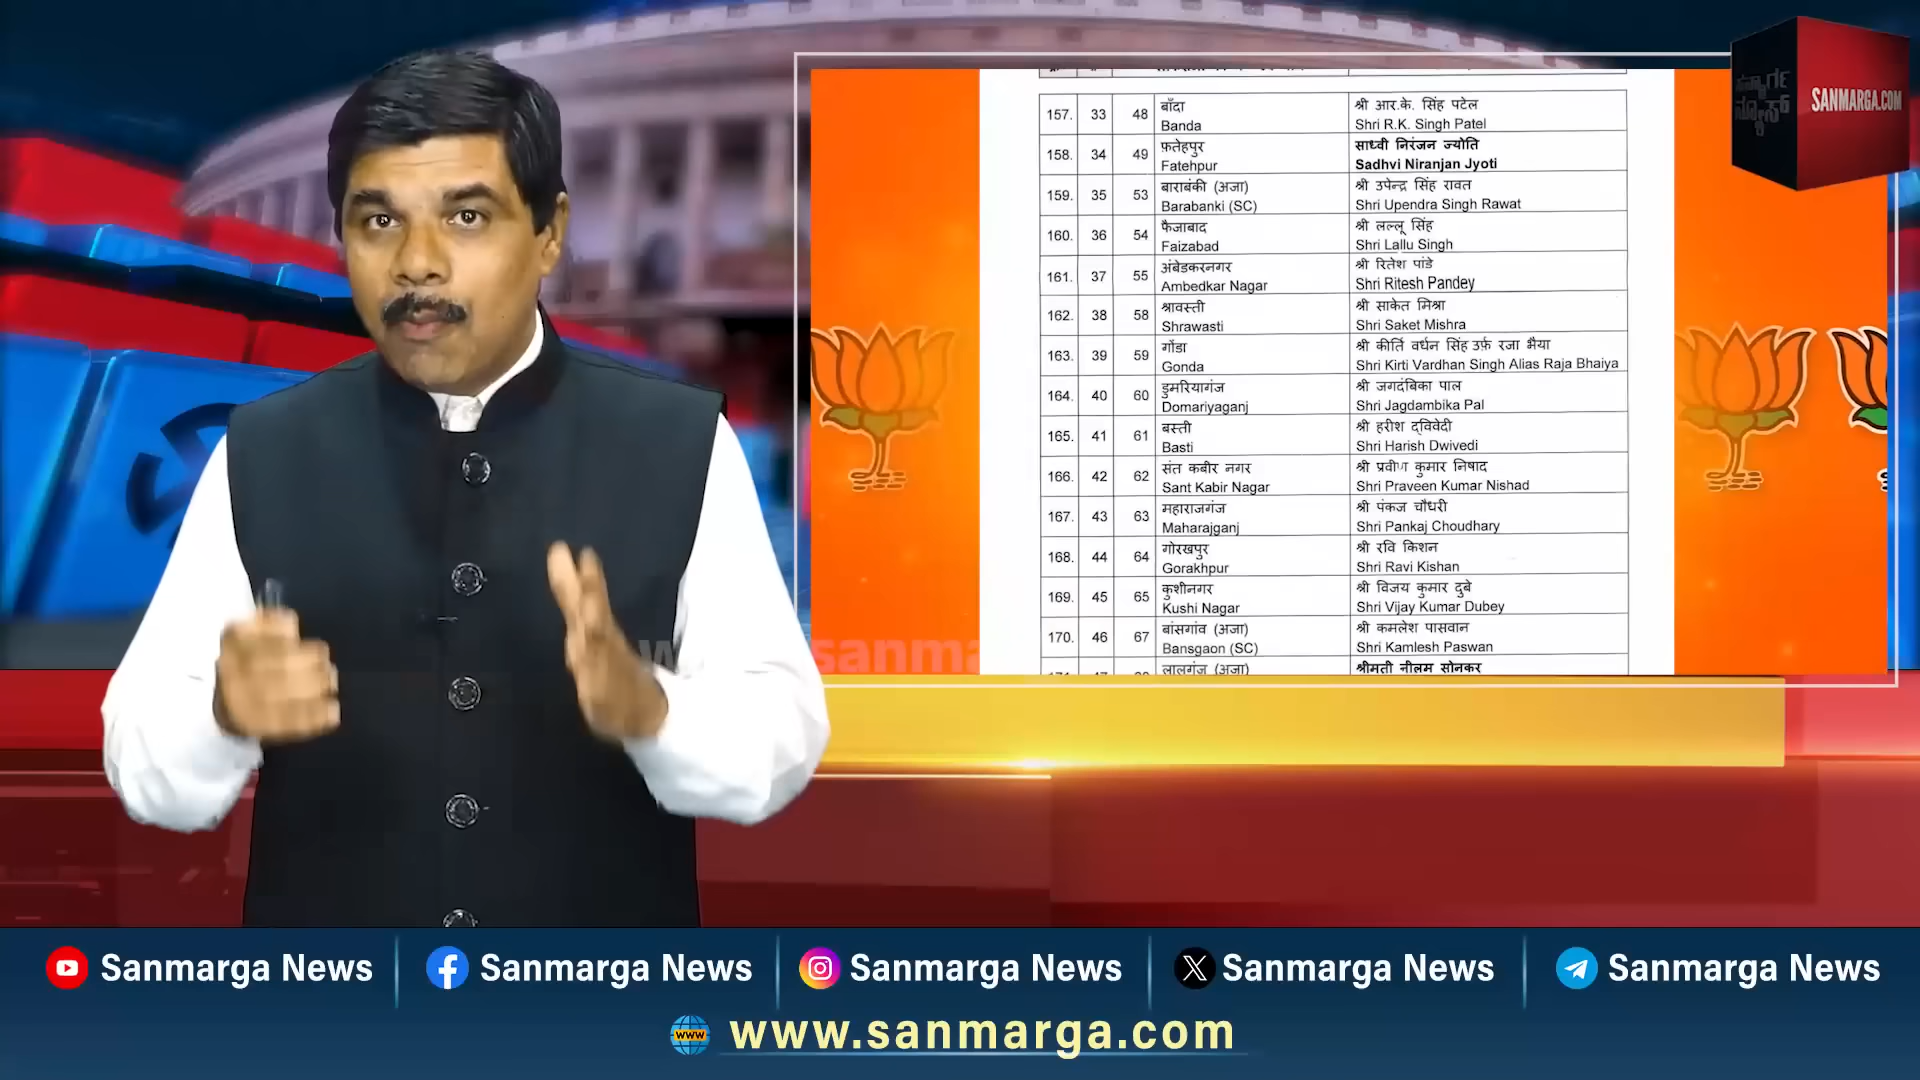 ಸನ್ಮಾರ್ಗ
ನ್ಯೂಸ್
SANMARGA.COM
157. 33 48 बाँदा श्री आर.के. सिंह पटेल
Banda Shri R.K. Singh Patel
158. 34 49 फ़तेहपुर साध्वी निरंजन ज्योति
Fatehpur Sadhvi Niranjan Jyoti
159. 35 53 बाराबंकी (अजा) श्री उपेन्द्र सिंह रावत
Barabanki (SC) Shri Upendra Singh Rawat
160. 36 54 फैजाबाद श्री लल्लू सिंह
Faizabad Shri Lallu Singh
161. 37 55 अंबेडकरनगर श्री रितेश पांडे
Ambedkar Nagar Shri Ritesh Pandey
162. 38 58 श्रावस्ती श्री साकेत मिश्रा
Shrawasti Shri Saket Mishra
163. 39 59 गोंडा श्री कीर्ति वर्धन सिंह उर्फ़ रजा भैया
Gonda Shri Kirti Vardhan Singh Alias Raja Bhaiya
164. 40 60 डुमरियागंज श्री जगदंबिका पाल
Domariyaganj Shri Jagdambika Pal
165. 41 61 बस्ती श्री हरीश द्विवेदी
Basti Shri Harish Dwivedi
166. 42 62 संत कबीर नगर श्री प्रवीण कुमार निषाद
Sant Kabir Nagar Shri Praveen Kumar Nishad
167. 43 63 महाराजगंज श्री पंकज चौधरी
Maharajganj Shri Pankaj Choudhary
168. 44 64 गोरखपुर श्री रवि किशन
Gorakhpur Shri Ravi Kishan
169. 45 65 कुशीनगर श्री विजय कुमार दुबे
Kushi Nagar Shri Vijay Kumar Dubey
170. 46 67 बांसगांव (अजा) श्री कमलेश पासवान
Bansgaon (SC) Shri Kamlesh Paswan
लालगंज (अजा) श्रीमती नीलम सोनकर
sanma
Sanmarga News Sanmarga News Sanmarga News Sanmarga News Sanmarga News
www www.sanmarga.com